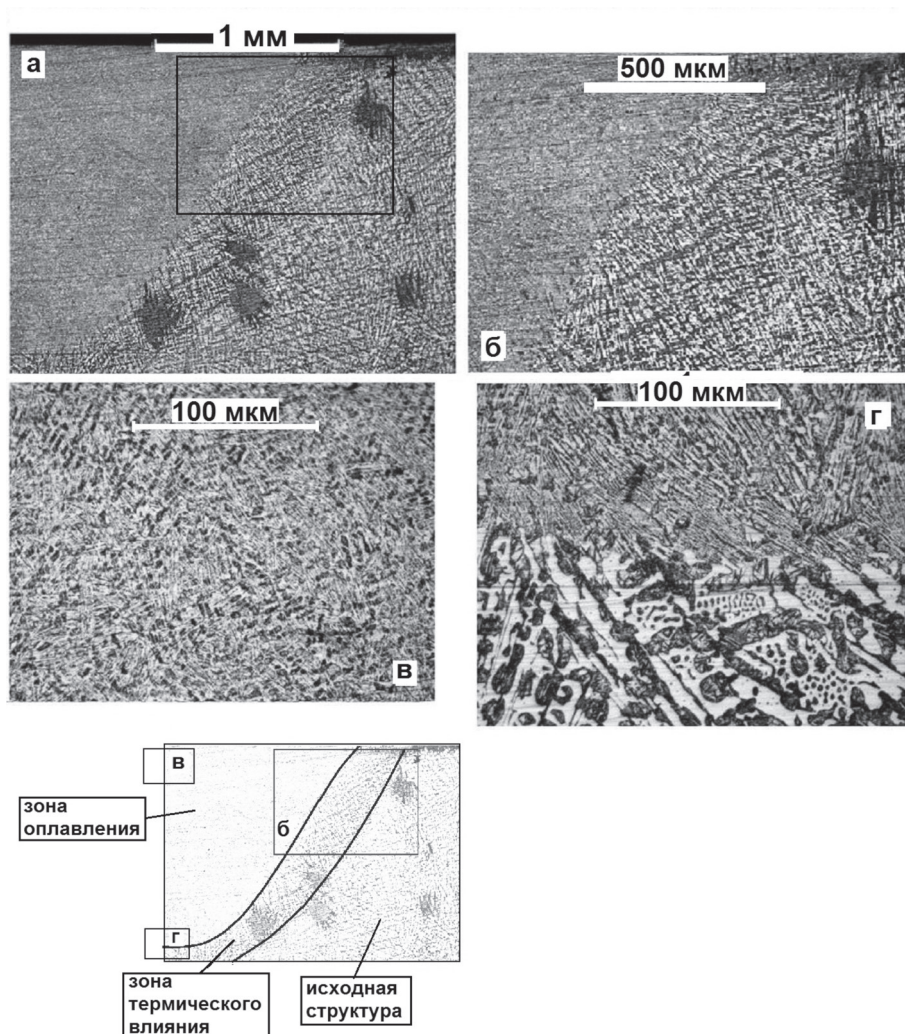 1 мм
а
500 мкм
б
100 мкм
в
100 мкм
г
в
зона
оплавления
б
г
зона
термического
влияния
исходная
структура